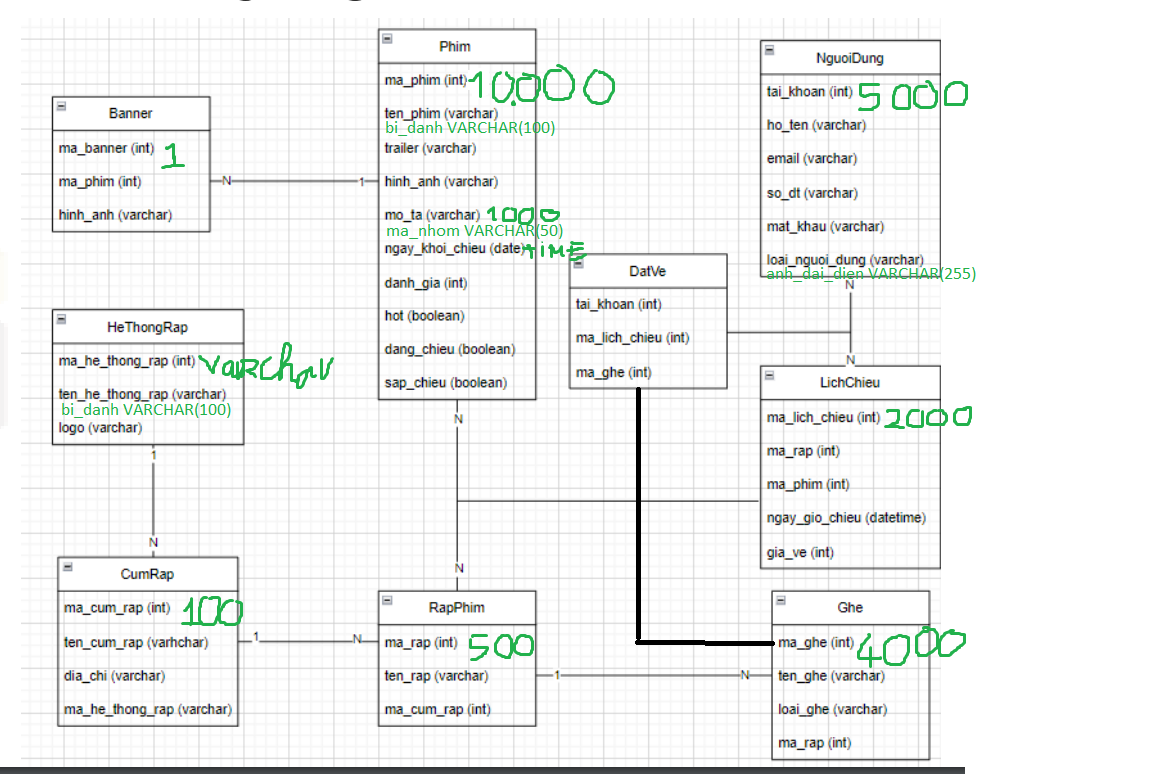 Banner
ma_banner (int) 1
ma_phim (int)
hinh_anh (varchar)
N
1
Phim
ma_phim (int) 10.000
ten_phim (varchar)
bi_danh VARCHAR(100)
trailer (varchar)
hinh_anh (varchar)
mo_ta (varchar) 1000
ma_nhom VARCHAR(50)
ngay_khoi_chieu (date) TIME
danh_gia (int)
hot (boolean)
dang_chieu (boolean)
sap_chieu (boolean)
N
N
NguoiDung
tai_khoan (int) 5000
ho_ten (varchar)
email (varchar)
so_dt (varchar)
mat_khau (varchar)
loai_nguoi_dung (varchar)
anh_dai_dien VARCHAR(255)
N
N
DatVe
tai_khoan (int)
ma_lich_chieu (int)
ma_ghe (int)
HeThongRap
ma_he_thong_rap (int) varchar
ten_he_thong_rap (varchar)
bi_danh VARCHAR(100)
logo (varchar)
1
N
LichChieu
ma_lich_chieu (int) 2000
ma_rap (int)
ma_phim (int)
ngay_gio_chieu (datetime)
gia_ve (int)
CumRap
ma_cum_rap (int) 100
ten_cum_rap (varhchar)
dia_chi (varchar)
ma_he_thong_rap (varchar)
1
N
RapPhim
ma_rap (int) 500
ten_rap (varchar)
ma_cum_rap (int)
1
N
Ghe
ma_ghe (int) 4000
ten_ghe (varchar)
loai_ghe (varchar)
ma_rap (int)